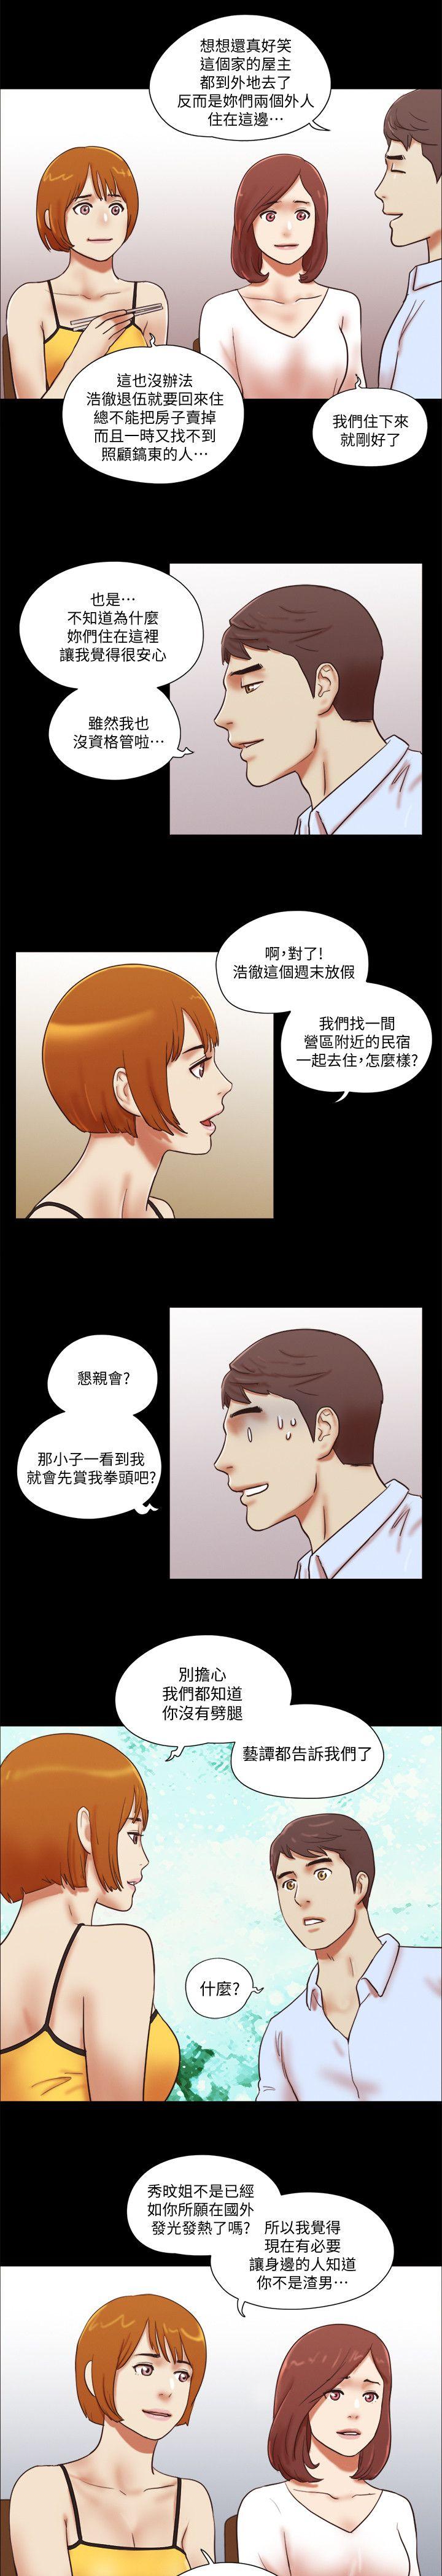 想想還真好笑
這個家的屋主
都到外地去了
反而是妳們兩個外人
住在這邊…
這也沒辦法
浩徹退伍就要回來住
總不能把房子賣掉
而且一時又找不到
照顧鎬東的人…
我們住下來
就剛好了
也是…
不知道為什麼
妳們住在這裡
讓我覺得很安心
雖然我也
沒資格管啦…
啊,對了!
浩徹這個週末放假
我們找一間
營區附近的民宿
一起去住,怎麼樣?
懇親會?
那小子一看到我
就會先賞我拳頭吧?
別擔心
我們都知道
你沒有劈腿
藝譚都告訴我們了
什麼?
秀旼姐不是已經
如你所願在國外
發光發熱了嗎?
所以我覺得
現在有必要
讓身邊的人知道
你不是渣男…